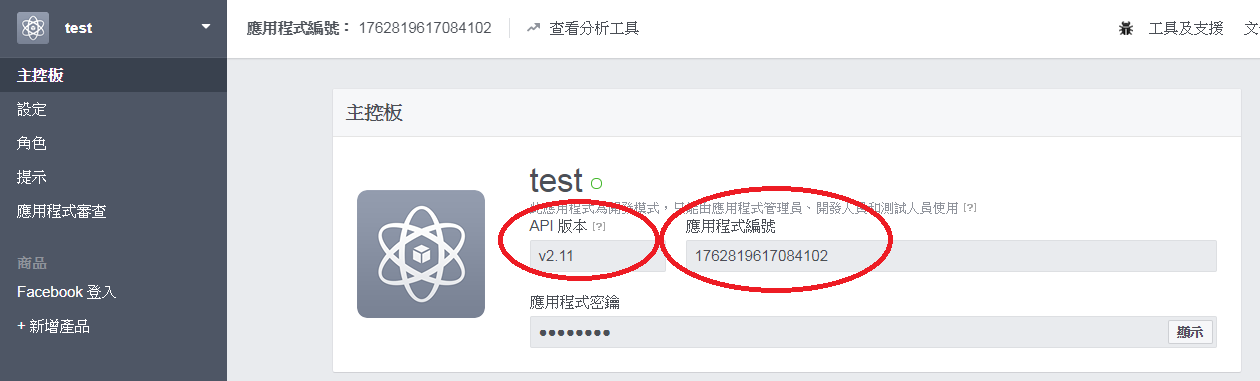 test
應用程式編號： 1762819617084102
查看分析工具
工具及支援
文
主控板
設定
角色
提示
應用程式審查
商品
Facebook 登入
+ 新增產品
主控板
test
此應用程式為開發模式，只能由應用程式管理員、開發人員和測試人員使用 [?]
API 版本 [?]
應用程式編號
v2.11
1762819617084102
應用程式密鑰
●●●●●●●●
顯示